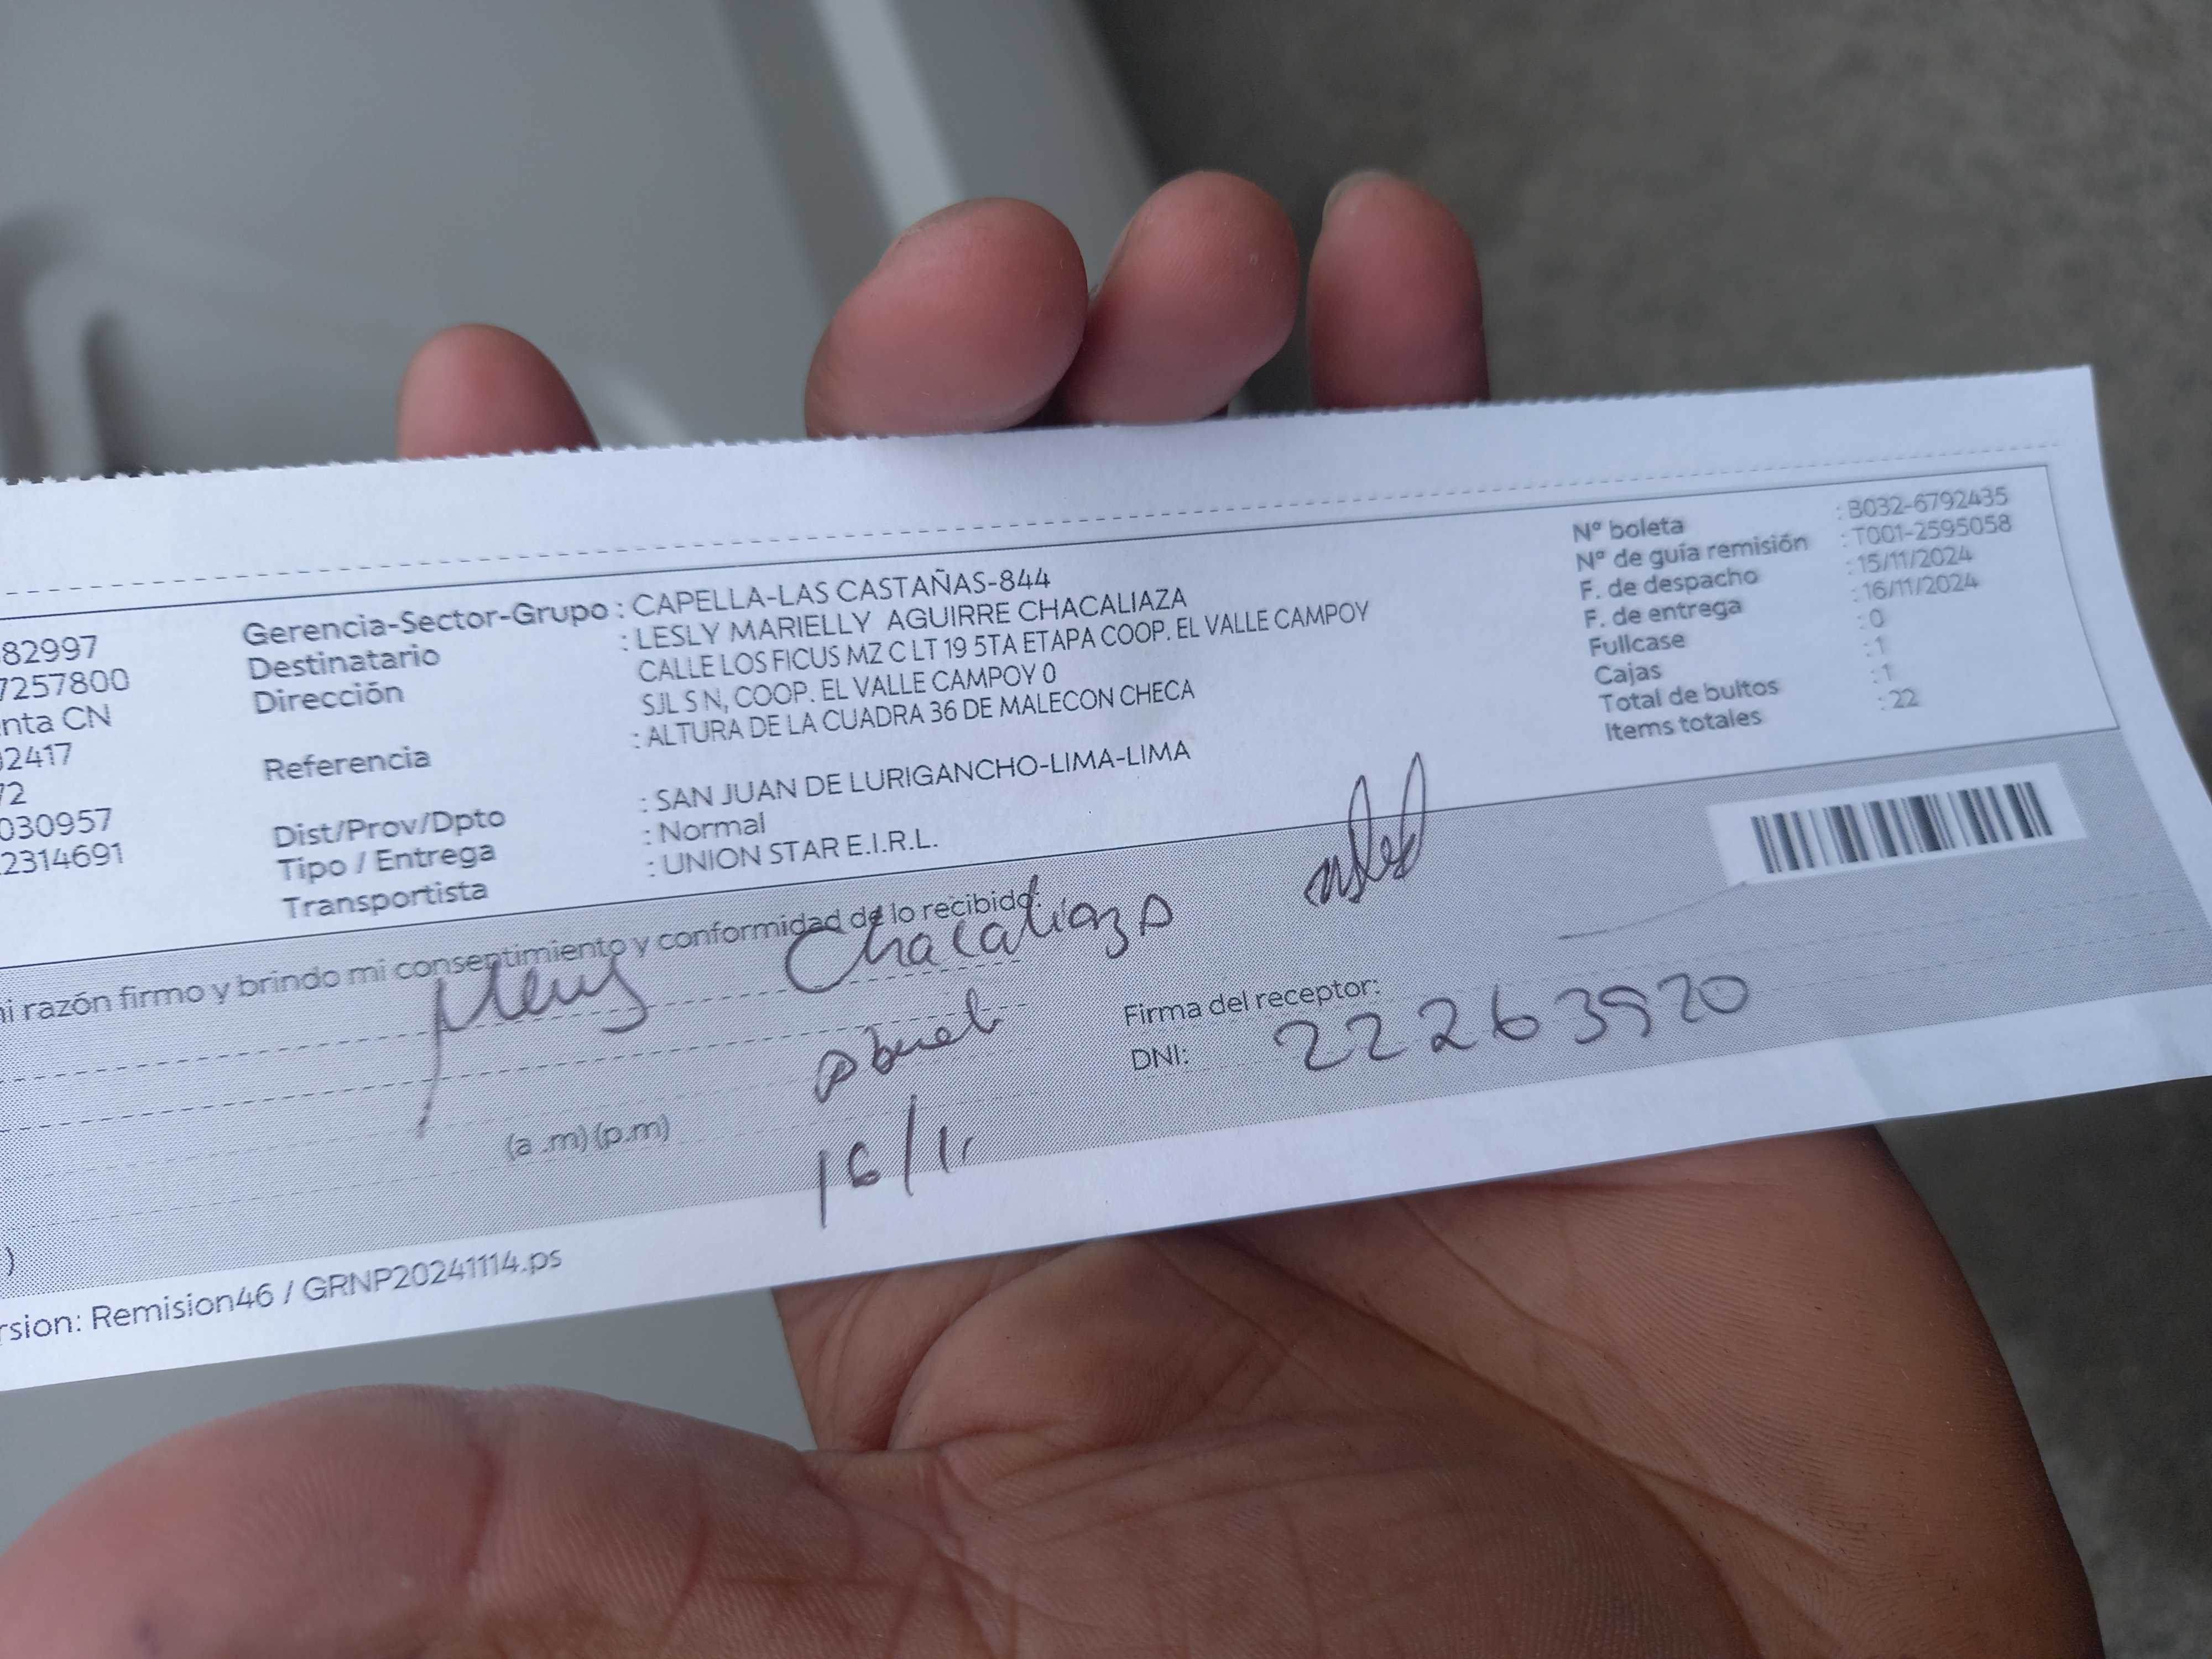 82997
7257800
nta CN
2417
72
030957
2314691
Gerencia-Sector-Grupo : CAPELLA-LAS CASTAÑAS-844
Destinatario : LESLY MARIELLY AGUIRRE CHACALIAZA
Dirección CALLE LOS FICUS MZ C LT 19 5TA ETAPA COOP. EL VALLE CAMPOY
SJL S N, COOP. EL VALLE CAMPOY 0
Referencia : ALTURA DE LA CUADRA 36 DE MALECON CHECA
Dist/Prov/Dpto : SAN JUAN DE LURIGANCHO-LIMA-LIMA
Tipo / Entrega : Normal
Transportista : UNION STAR E.I.R.L.
Nº boleta : B032-6792435
Nº de guía remisión : T001-2595058
F. de despacho : 15/11/2024
F. de entrega : 16/11/2024
Fullcase : 0
Cajas : 1
Total de bultos : 1
Items totales : 22
ni razón firmo y brindo mi consentimiento y conformidad de lo recibido:
Chacaliaza
Firma del receptor:
DNI: 22263920
(a .m) (p.m)
16/11
)
rsion: Remision46 / GRNP20241114.ps